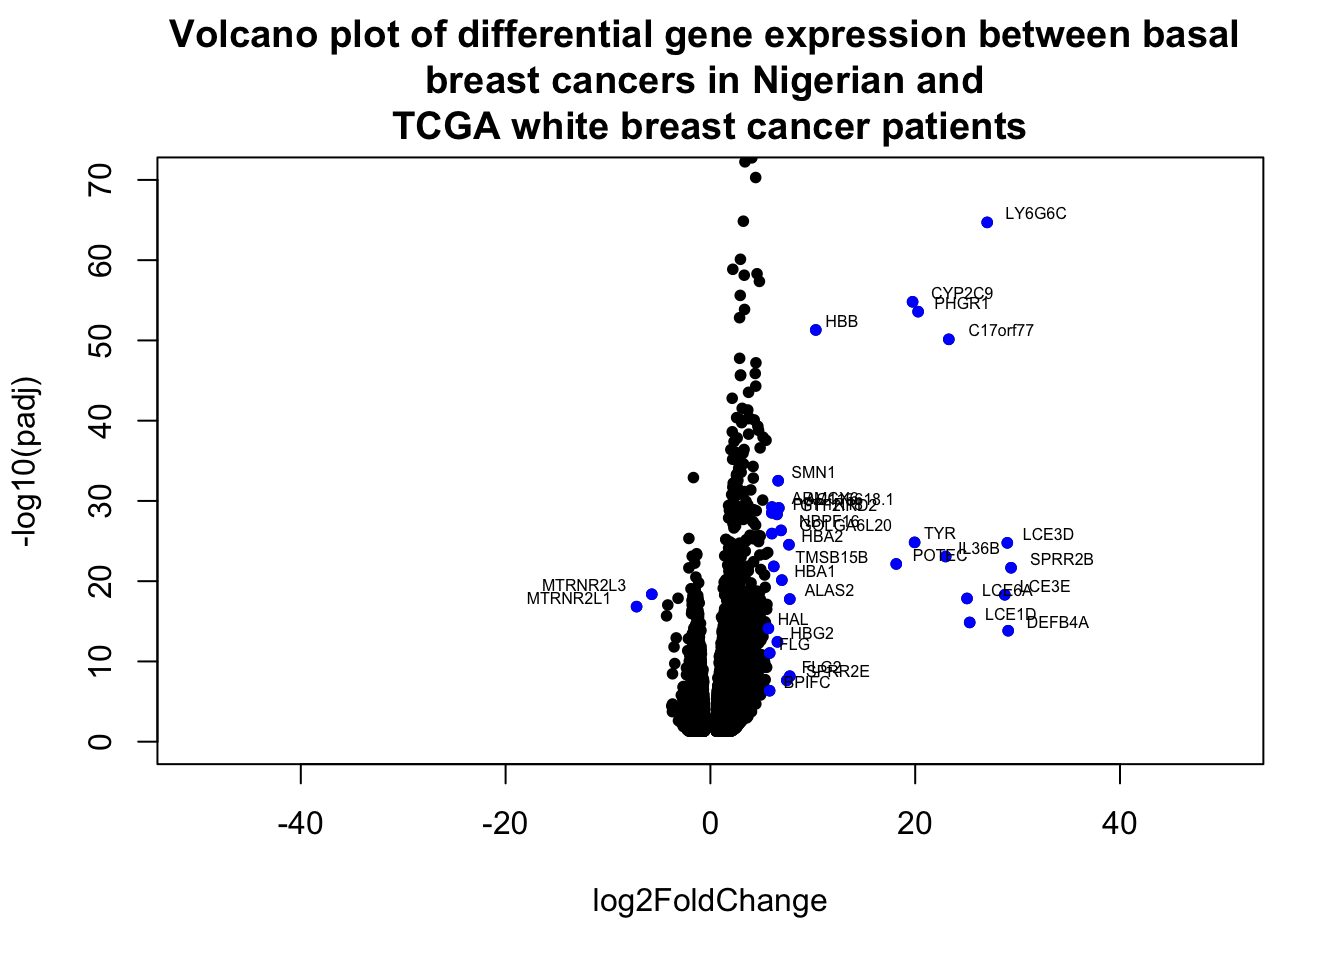 Volcano plot of differential gene expression between basal
breast cancers in Nigerian and
TCGA white breast cancer patients
-log10(padj)
70
60
50
40
30
20
10
0
LY6G6C
CYP2C9
PHGR1
HBB
C17orf77
SMN1
GOLGA6L20
HBA2
TYR
LCE3D
IL36B
POTEC
SPRR2B
TMSB15B
HBA1
MTRNR2L3
MTRNR2L1
ALAS2
LCE6A
LCE3E
LCE1D
DEFB4A
HAL
HBG2
FLG
FLG2
SPRR2E
BPIFC
-40
-20
0
20
40
log2FoldChange